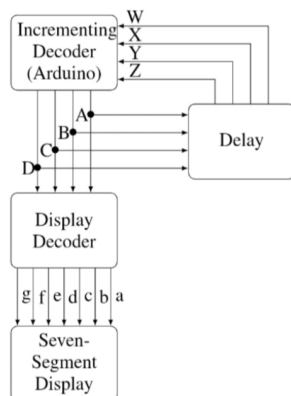 Incrementing
Decoder
(Arduino)
W
X
Y
Z
A
B
C
D
Delay
Display
Decoder
g f e d c b a
Seven-
Segment
Display